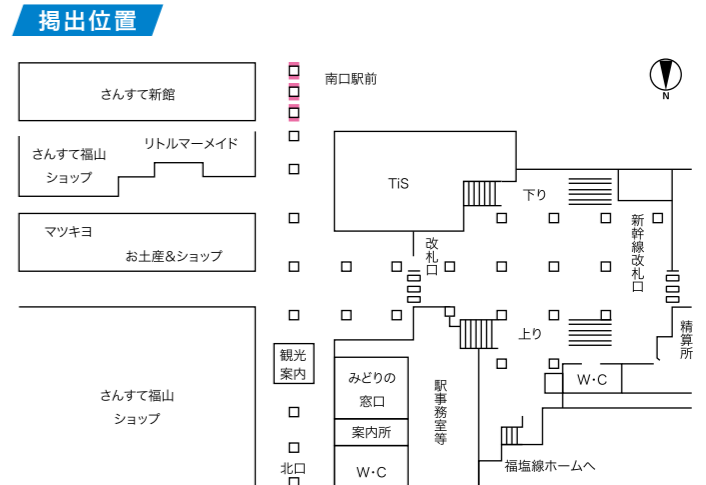 掲出位置
さんすて新館
南口駅前
N
リトルマーメイド
さんすて福山
ショップ
TiS
下り
マツキヨ
お土産&ショップ
改札口
新幹線改札口
観光
案内
上り
精算所
さんすて福山
ショップ
みどりの
窓口
駅事務室等
W・C
案内所
北口
W・C
福塩線ホームへ